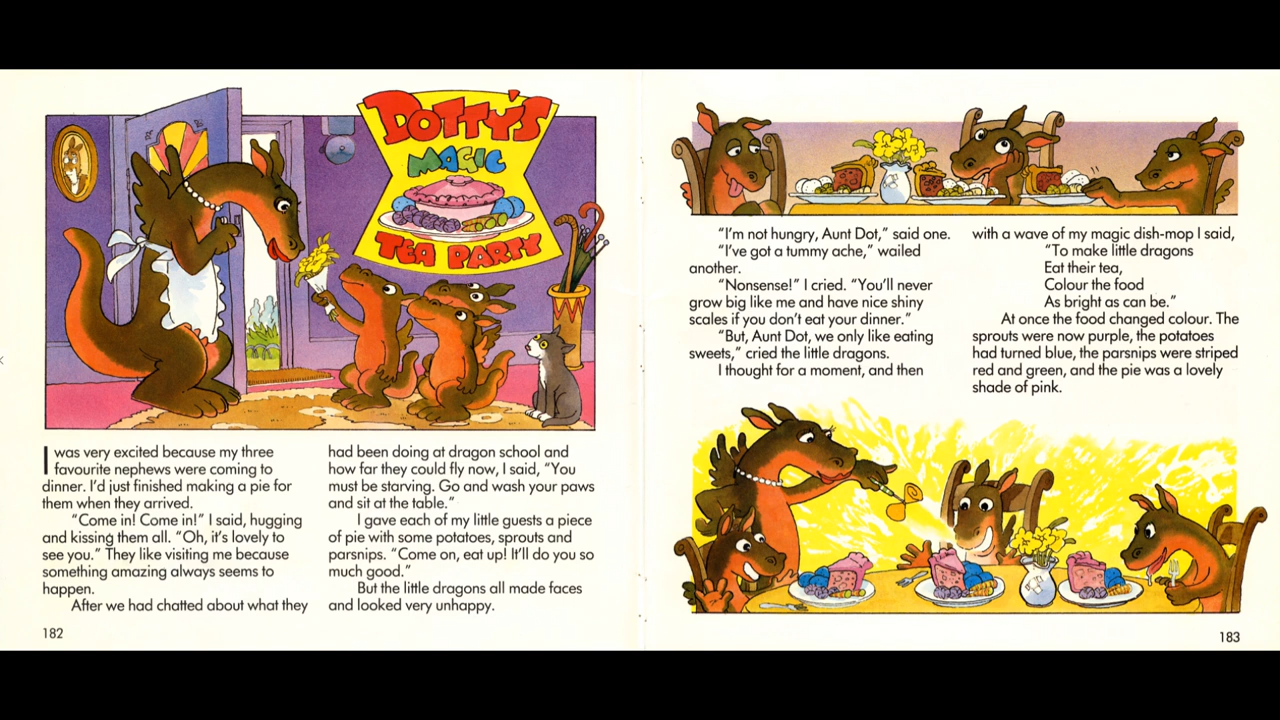 DOTTY'S
MAGIC
TEA PARTY
I was very excited because my three
favourite nephews were coming to
dinner. I'd just finished making a pie for
them when they arrived.
"Come in! Come in!" I said, hugging
and kissing them all. "Oh, it's lovely to
see you." They like visiting me because
something amazing always seems to
happen.
After we had chatted about what they
had been doing at dragon school and
how far they could fly now, I said, "You
must be starving. Go and wash your paws
and sit at the table."
I gave each of my little guests a piece
of pie with some potatoes, sprouts and
parsnips. "Come on, eat up! It'll do you so
much good."
But the little dragons all made faces
and looked very unhappy.
182
"I'm not hungry, Aunt Dot," said one.
"I've got a tummy ache," wailed
another.
"Nonsense!" I cried. "You'll never
grow big like me and have nice shiny
scales if you don't eat your dinner."
"But, Aunt Dot, we only like eating
sweets," cried the little dragons.
I thought for a moment, and then
with a wave of my magic dish-mop I said,
"To make little dragons
Eat their tea,
Colour the food
As bright as can be."
At once the food changed colour. The
sprouts were now purple, the potatoes
had turned blue, the parsnips were striped
red and green, and the pie was a lovely
shade of pink.
183